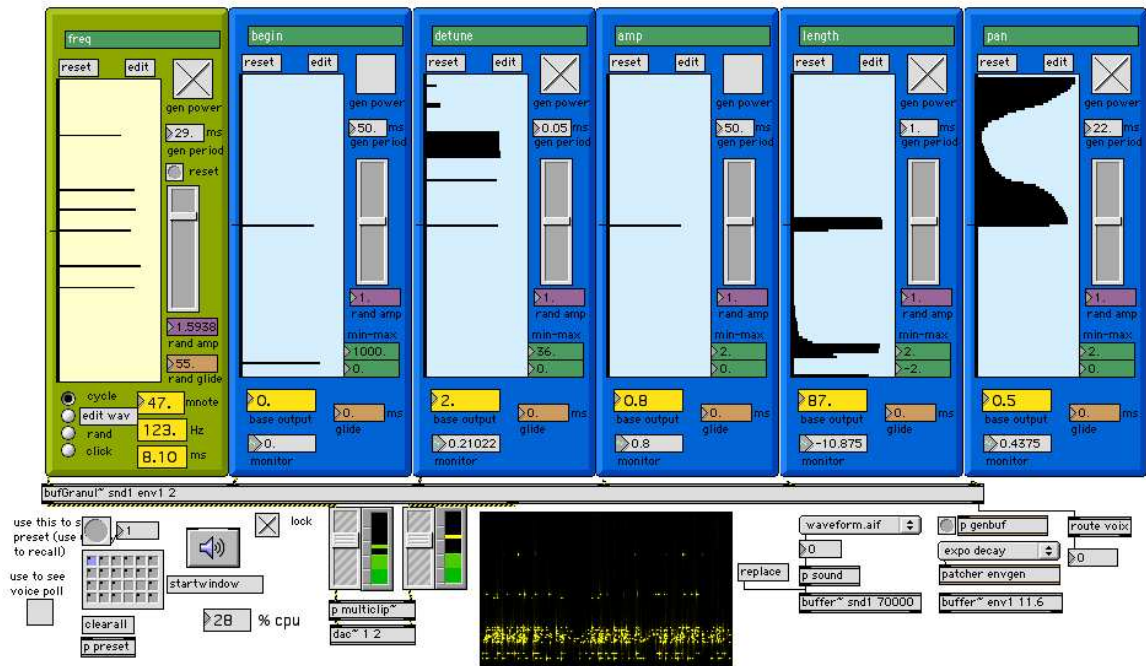 freq
reset edit
gen power
29. ms
gen period
reset
1.5938
rand amp
55.
rand glide
cycle
edit wav
rand
click
47. mnote
123. Hz
8.10 ms
begin
reset edit
gen power
50. ms
gen period
1.
rand amp
min-max
1000.
0.
0.
base output
0. ms
glide
0.
monitor
detune
reset edit
gen power
0.05 ms
gen period
1.
rand amp
min-max
36.
0.
2.
base output
0. ms
glide
0.21022
monitor
amp
reset edit
gen power
50. ms
gen period
1.
rand amp
min-max
2.
0.
0.8
base output
0. ms
glide
0.8
monitor
length
reset edit
gen power
1. ms
gen period
1.
rand amp
min-max
2.
-2.
87.
base output
0. ms
glide
-10.875
monitor
pan
reset edit
gen power
22. ms
gen period
1.
rand amp
min-max
2.
0.
0.5
base output
0. ms
glide
0.4375
monitor
bufGranul~ snd1 env1 2
use this to s
preset (use
to recall)
1
use to see
voice poll
clearall
p preset
lock
startwindow
28 % cpu
p multiclip~
dac~ 1 2
replace
waveform.aif
0
p sound
buffer~ snd1 70000
p genbuf
expo decay
patcher envgen
buffer~ env1 11.6
route voix
0